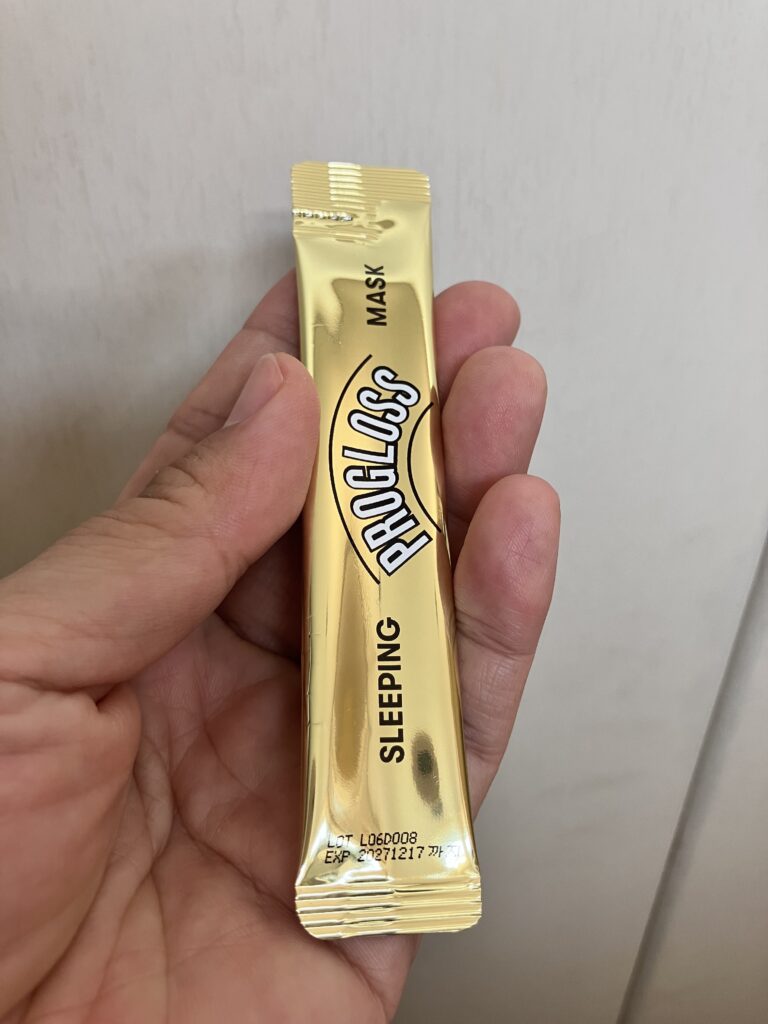 SLEEPING
PROGLOSS
MASK
LOT L06D008
EXP 20271217 까지